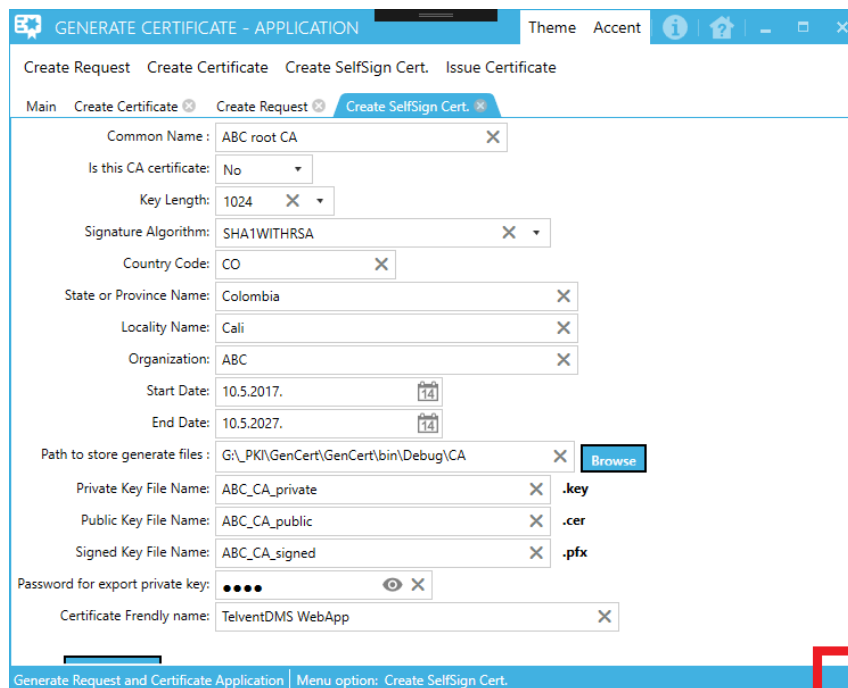 GENERATE CERTIFICATE - APPLICATION Theme Accent
Create Request Create Certificate Create SelfSign Cert. Issue Certificate
Main Create Certificate Create Request Create SelfSign Cert.
Common Name : ABC root CA
Is this CA certificate: No
Key Length: 1024
Signature Algorithm: SHA1WITHRSA
Country Code: CO
State or Province Name: Colombia
Locality Name: Cali
Organization: ABC
Start Date: 10.5.2017. 14
End Date: 10.5.2027. 14
Path to store generate files : G:\_PKI\GenCert\GenCert\bin\Debug\CA Browse
Private Key File Name: ABC_CA_private .key
Public Key File Name: ABC_CA_public .cer
Signed Key File Name: ABC_CA_signed .pfx
Password for export private key: ●●●●
Certificate Frendly name: TelventDMS WebApp
Generate Request and Certificate Application | Menu option: Create SelfSign Cert.